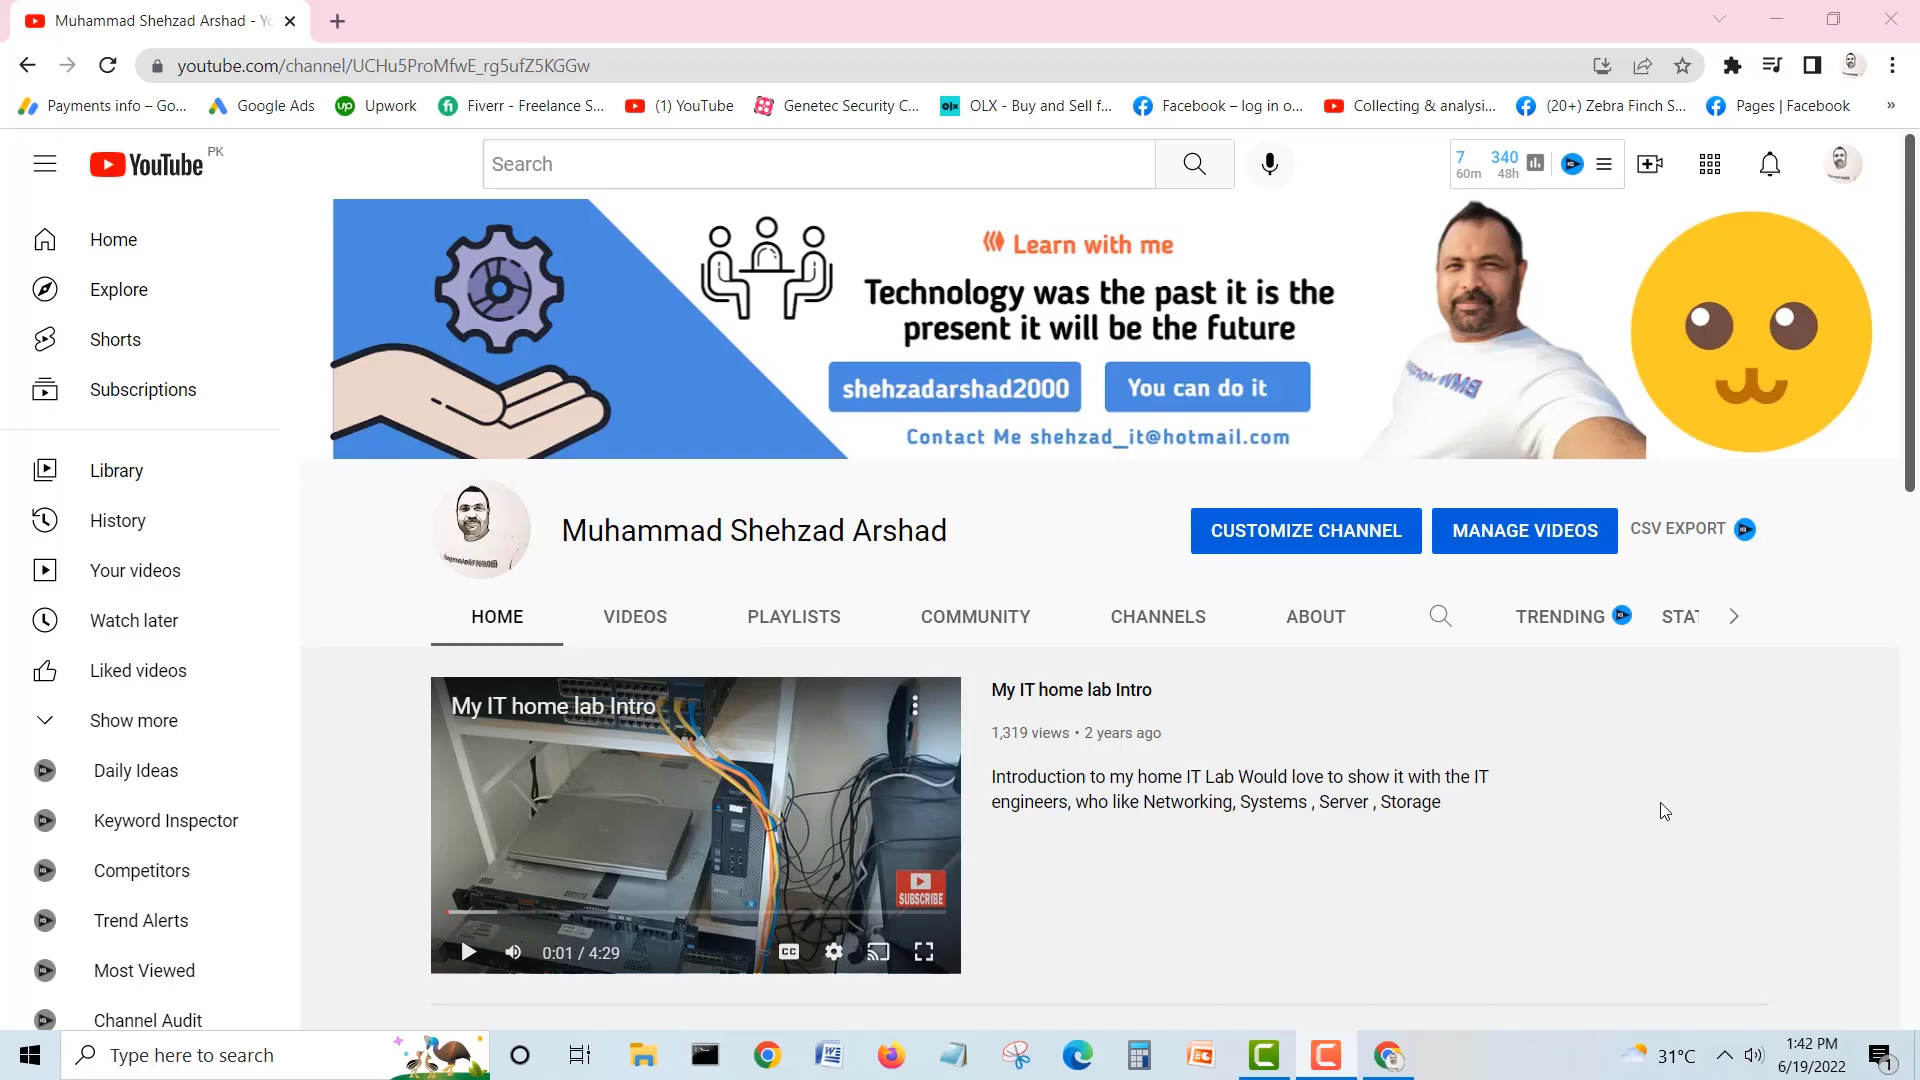 Muhammad Shehzad Arshad - Yo
youtube.com/channel/UCHu5ProMfwE_rg5ufZ5KGGw
Payments info – Go...
Google Ads
Upwork
Fiverr - Freelance S...
(1) YouTube
Genetec Security C...
OLX - Buy and Sell f...
Facebook – log in o...
Collecting & analysi...
(20+) Zebra Finch S...
Pages | Facebook
»
YouTube PK
Search
7 340
60m 48h
Home
Explore
Shorts
Subscriptions
Library
History
Your videos
Watch later
Liked videos
Show more
Daily Ideas
Keyword Inspector
Competitors
Trend Alerts
Most Viewed
Channel Audit
Learn with me
Technology was the past it is the
present it will be the future
shehzadarshad2000
You can do it
Contact Me shehzad_it@hotmail.com
Muhammad Shehzad Arshad
CUSTOMIZE CHANNEL
MANAGE VIDEOS
CSV EXPORT
HOME
VIDEOS
PLAYLISTS
COMMUNITY
CHANNELS
ABOUT
TRENDING
STAT
My IT home lab Intro
SUBSCRIBE
0:01 / 4:29
CC
My IT home lab Intro
1,319 views • 2 years ago
Introduction to my home IT Lab Would love to show it with the IT
engineers, who like Networking, Systems , Server , Storage
Type here to search
31°C
1:42 PM
6/19/2022
1